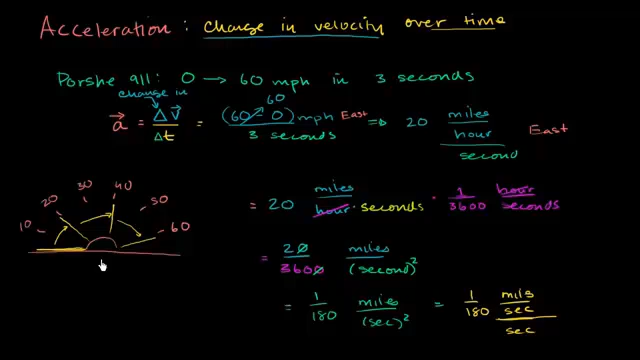 Acceleration : change in velocity over time
Porshe 911: 0 → 60 mph in 3 seconds
change in
a⃗ = Δv⃗ / Δt = (60 - 0) 60 mph East / 3 seconds ⇒ 20 miles / hour / second East
10 20 30 40 50 60
= 20 miles / hour · seconds · 1 / 3600 hour / seconds
= 20 / 3600 miles / (second)²
= 1 / 180 miles / (sec)² = 1 / 180 mils / sec / sec